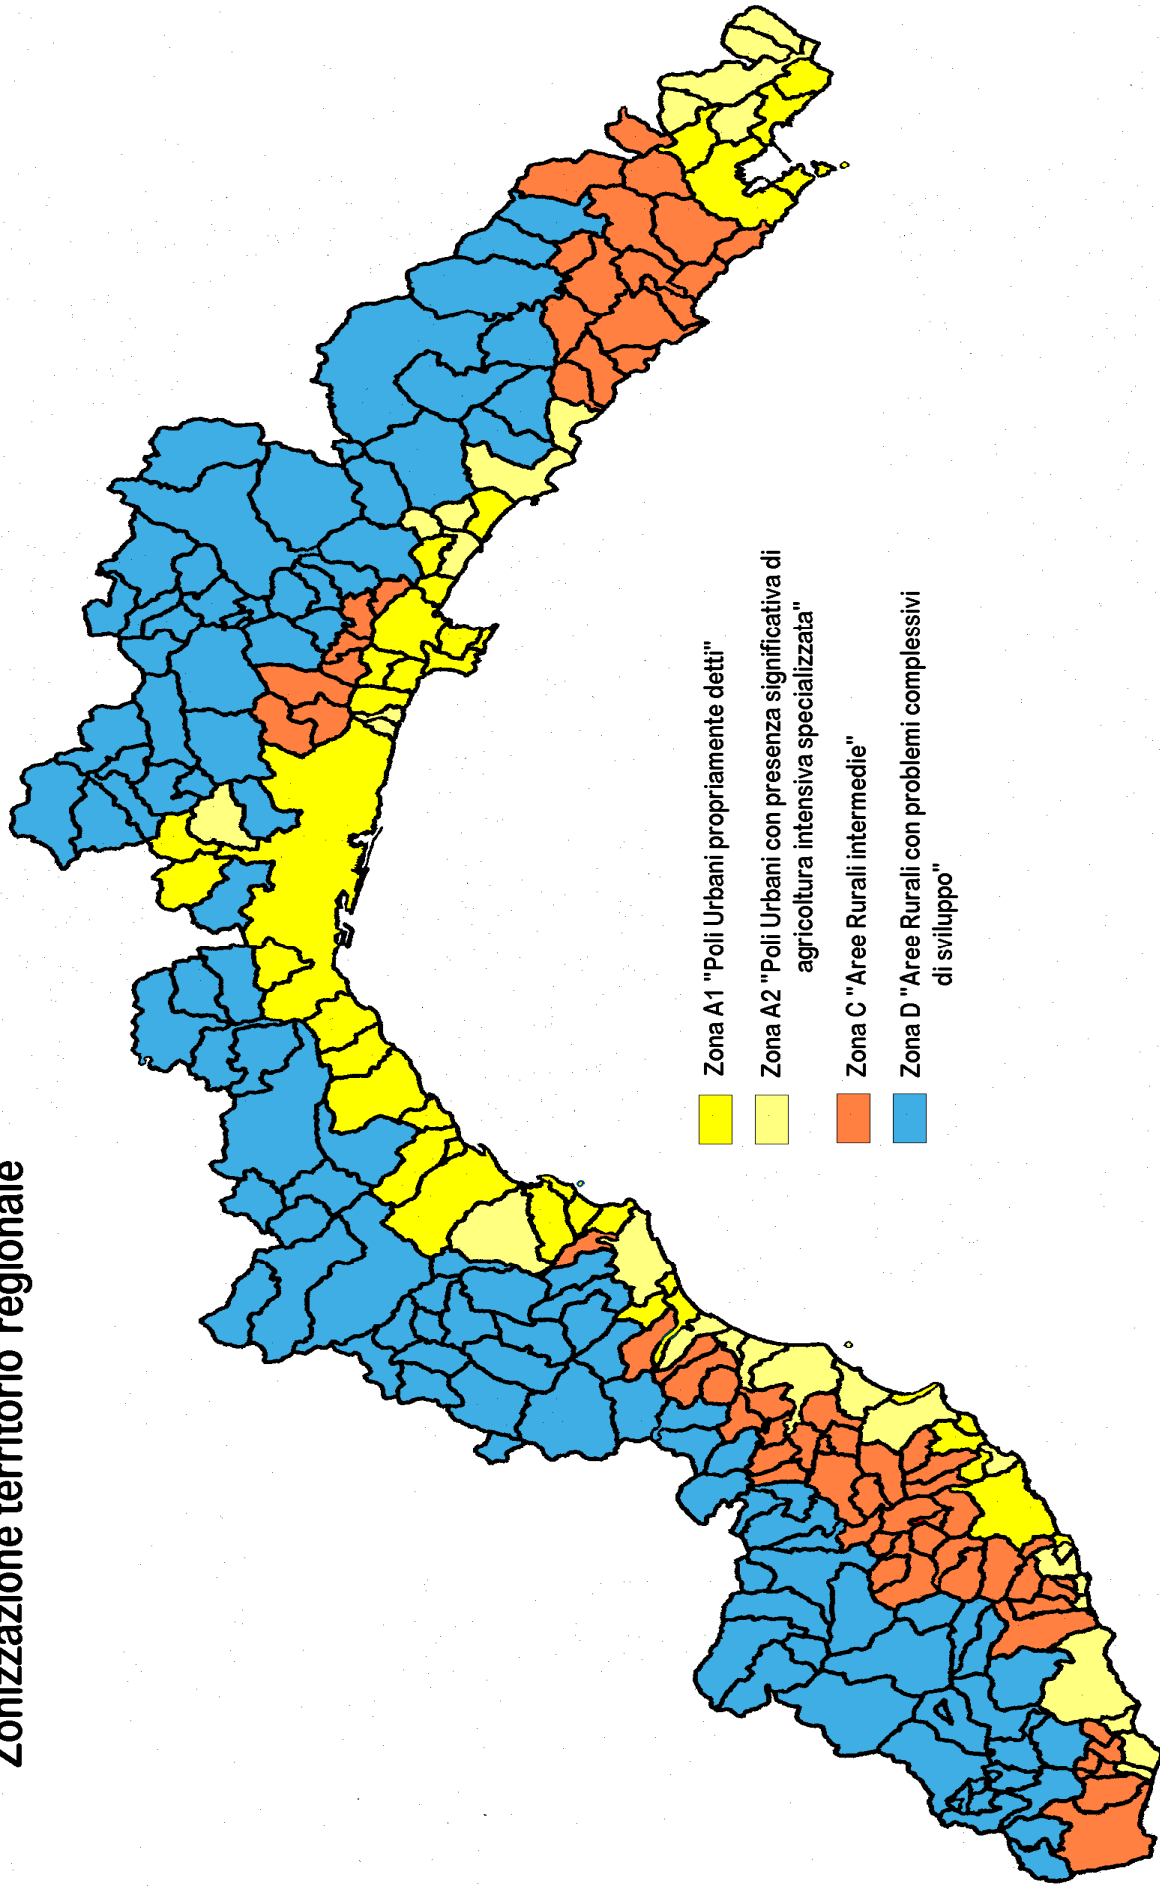 Zonizzazione territorio regionale
Zona A1 "Poli Urbani propriamente detti"
Zona A2 "Poli Urbani con presenza significativa di
agricoltura intensiva specializzata"
Zona C "Aree Rurali intermedie"
Zona D "Aree Rurali con problemi complessivi
di sviluppo"